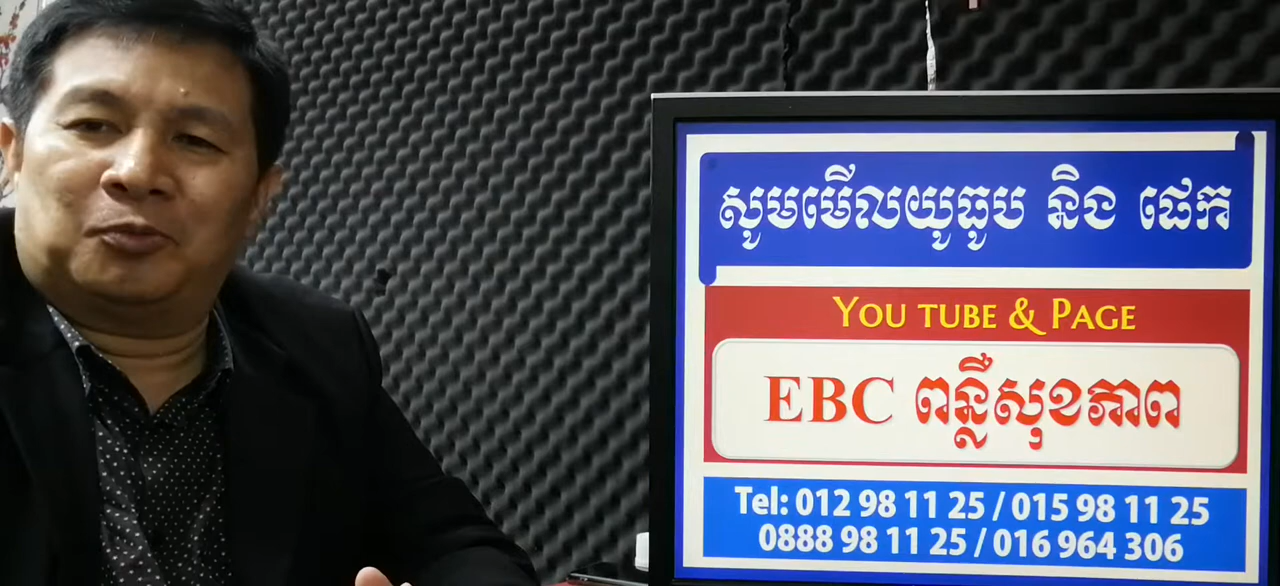 សូមមើលយូធូប និង ផេក
YOU TUBE & PAGE
EBC ពន្លឺសុខភាព
Tel: 012 98 11 25 / 015 98 11 25
0888 98 11 25 / 016 964 306